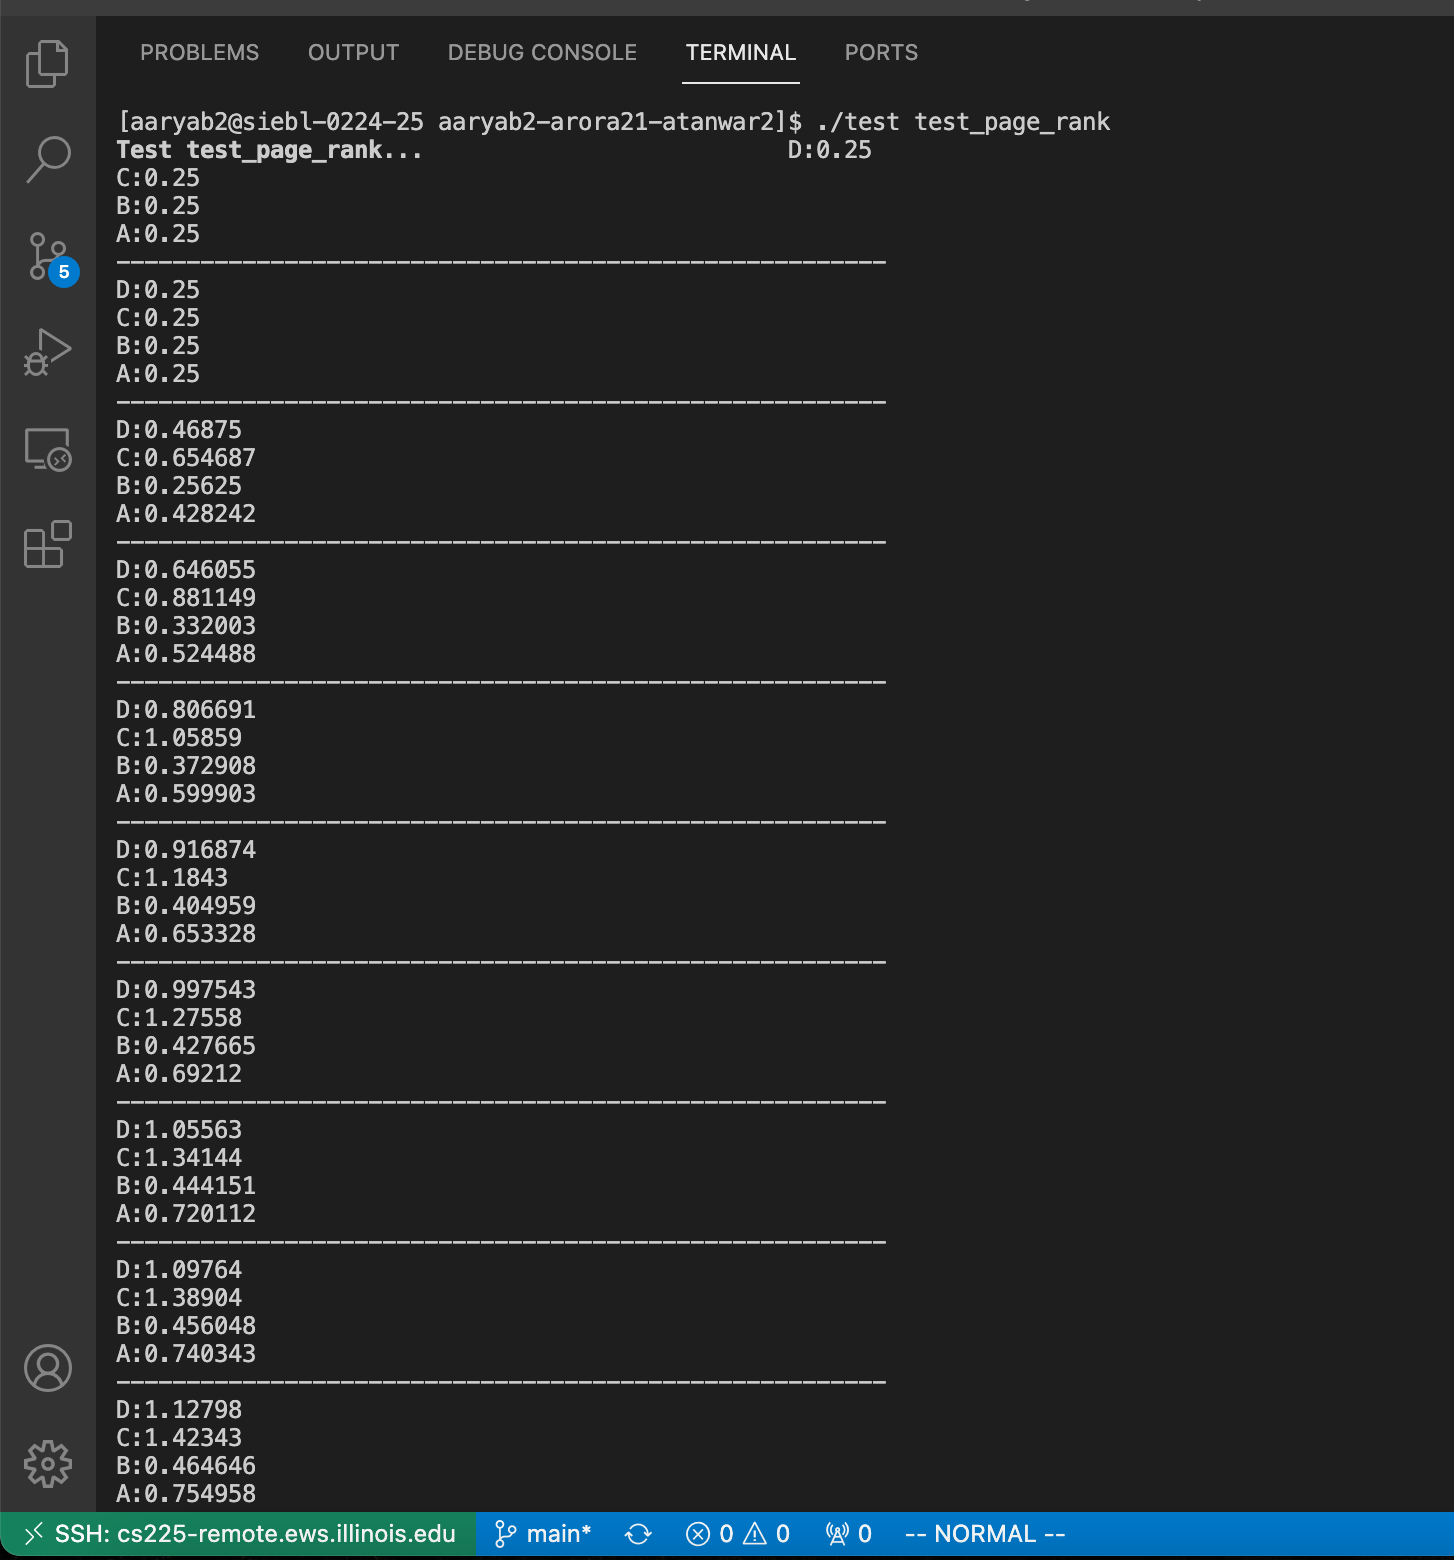 PROBLEMS OUTPUT DEBUG CONSOLE TERMINAL PORTS
[aaryab2@siebl-0224-25 aaryab2-arora21-atanwar2]$ ./test test_page_rank
Test test_page_rank... D:0.25
C:0.25
B:0.25
A:0.25
-------------------------------------------------------
D:0.25
C:0.25
B:0.25
A:0.25
-------------------------------------------------------
D:0.46875
C:0.654687
B:0.25625
A:0.428242
-------------------------------------------------------
D:0.646055
C:0.881149
B:0.332003
A:0.524488
-------------------------------------------------------
D:0.806691
C:1.05859
B:0.372908
A:0.599903
-------------------------------------------------------
D:0.916874
C:1.1843
B:0.404959
A:0.653328
-------------------------------------------------------
D:0.997543
C:1.27558
B:0.427665
A:0.69212
-------------------------------------------------------
D:1.05563
C:1.34144
B:0.444151
A:0.720112
-------------------------------------------------------
D:1.09764
C:1.38904
B:0.456048
A:0.740343
-------------------------------------------------------
D:1.12798
C:1.42343
B:0.464646
A:0.754958
5
SSH: cs225-remote.ews.illinois.edu main* 0 0 0 -- NORMAL --